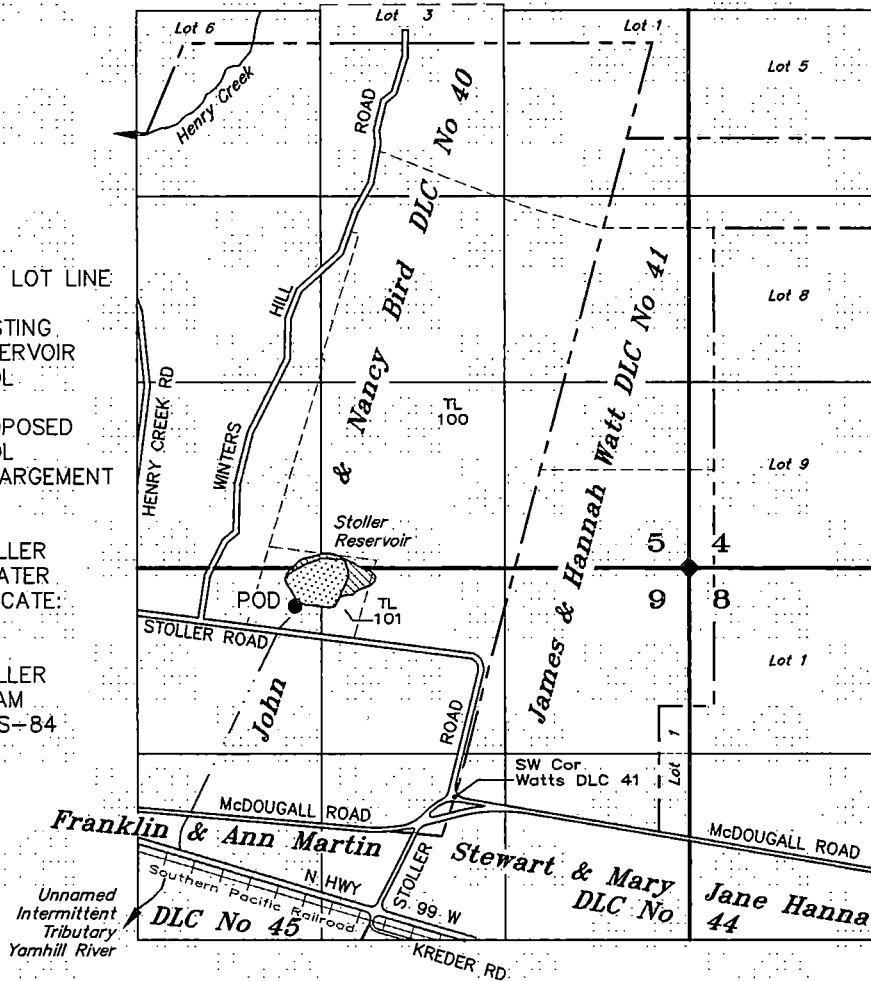 Lot 6
Lot 3
Lot 1
Lot 5
Henry Creek
ROAD
LOT LINE
STING
ERVOIR
OL
OPOSED
OL
ARGEMENT
LLER
ATER
CATE:
LLER
AM
S-84
HENRY CREEK RD
WINTERS
HILL
John
& Nancy Bird DLC No 40
James & Hannah Watt DLC No 41
TL
100
Lot 8
Lot 9
Stoller
Reservoir
5 4
9 8
POD
TL
101
STOLLER ROAD
Lot 1
ROAD
Lot 1
SW Cor
Watts DLC 41
McDOUGALL ROAD
McDOUGALL ROAD
Franklin & Ann Martin
DLC No 45
Stewart & Mary
DLC No
Jane Hanna
44
N HWY
99 W
STOLLER
Southern Pacific Railroad
KREDER RD
Unnamed
Intermittent
Tributary
Yamhill River